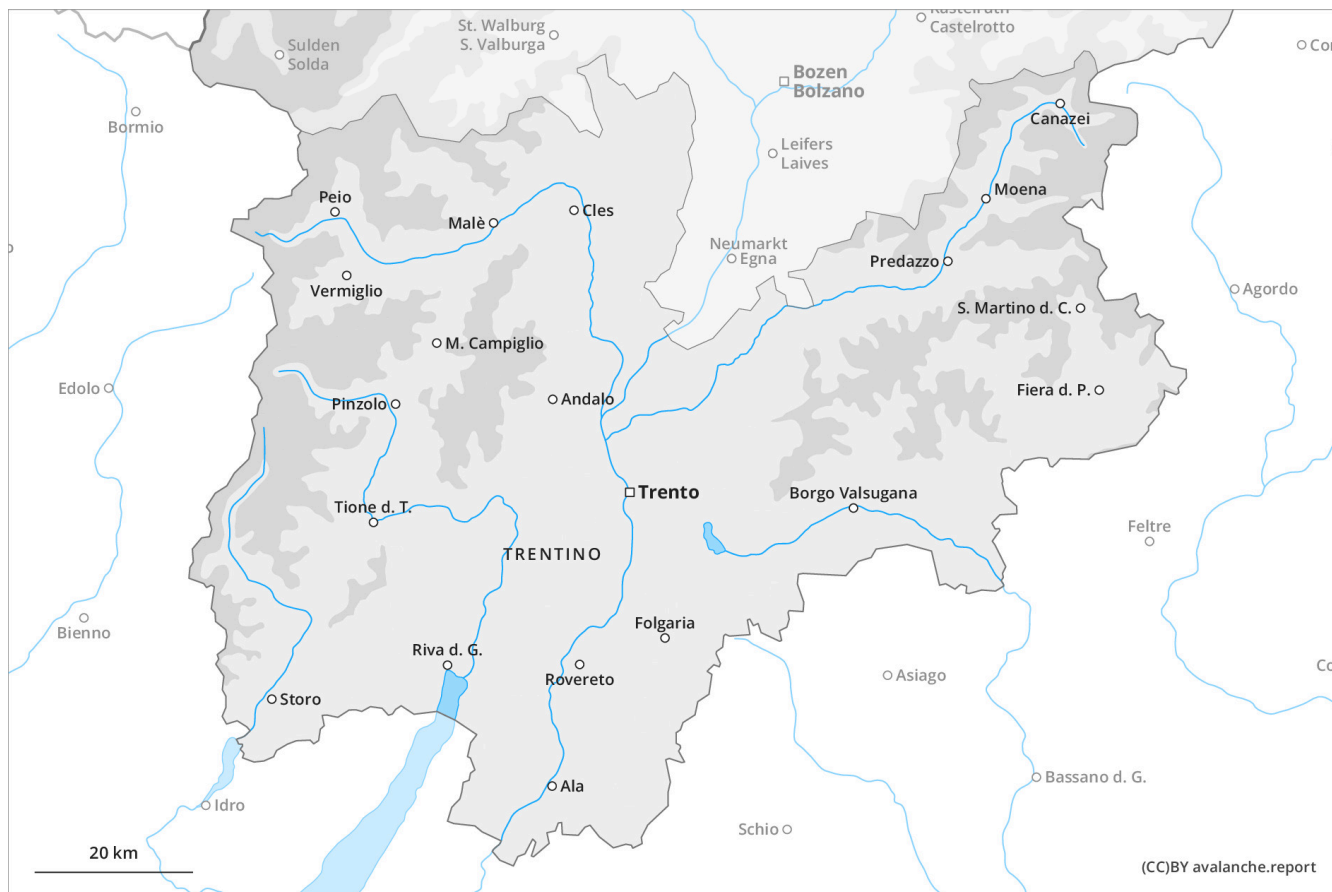 Kastelruth
Castelrotto
St. Walburg
S. Valburga
Sulden
Solda
Bozen
Bolzano
Bormio
Canazei
Leifers
Laives
Peio
Moena
Malè
Cles
Neumarkt
Egna
Predazzo
Vermiglio
Agordo
S. Martino d. C.
M. Campiglio
Edolo
Fiera d. P.
Pinzolo
Andalo
Trento
Borgo Valsugana
Tione d. T.
Feltre
TRENTINO
Bienno
Folgaria
Riva d. G.
Rovereto
Asiago
Storo
Bassano d. G.
Ala
Idro
Schio
20 km
(CC)BY avalanche.report